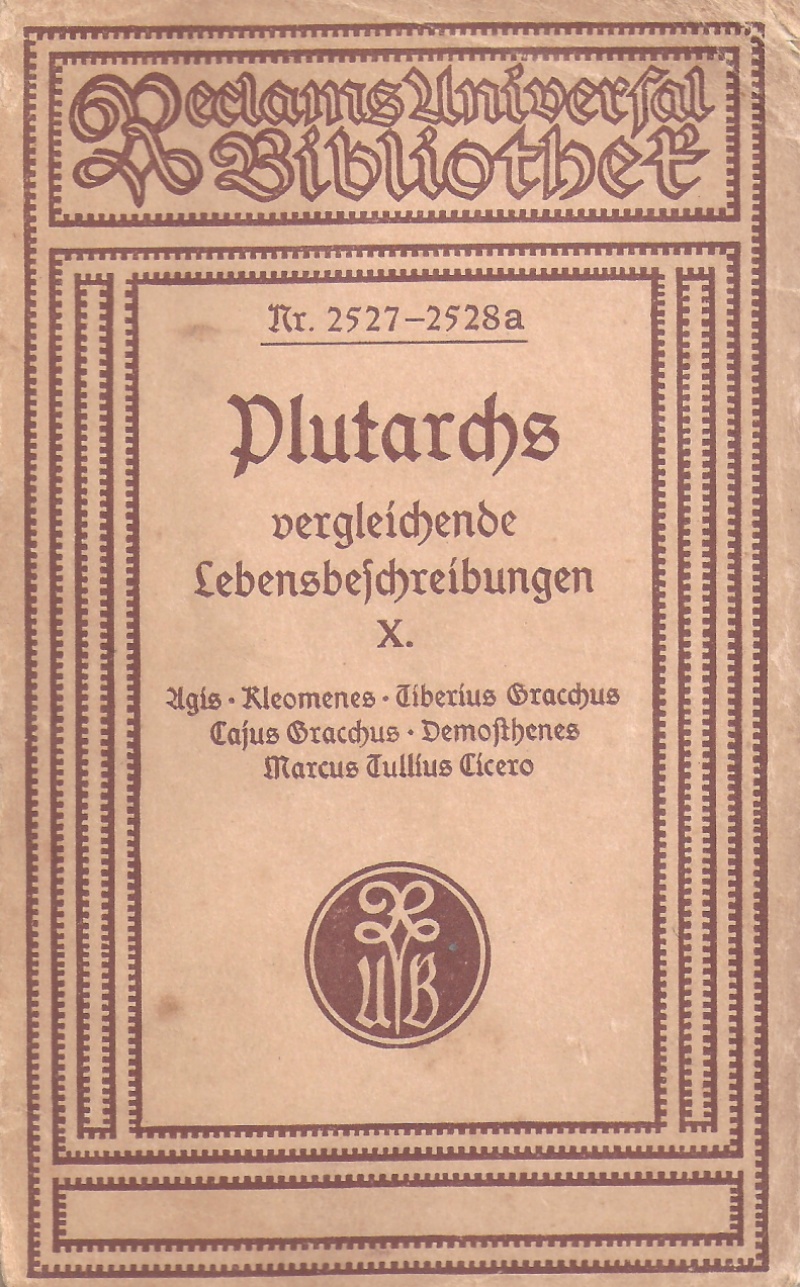 Reclams Univerſal
Bibliothek
Nr. 2527–2528a
Plutarchs
vergleichende
Lebensbeſchreibungen
X.
Agis · Kleomenes · Tiberius Gracchus
Cajus Gracchus · Demoſthenes
Marcus Tullius Cicero
R
UB